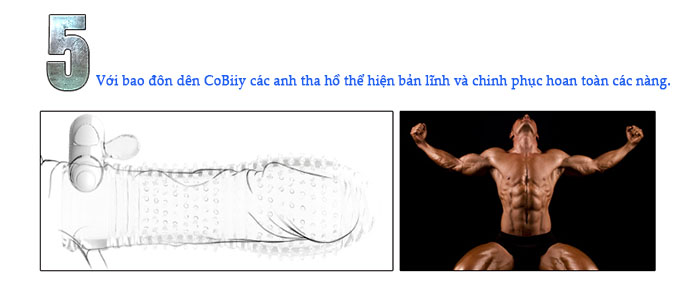 5
Với bao đôn dên CoBiiy các anh tha hồ thể hiện bản lĩnh và chinh phục hoan toàn các nàng.